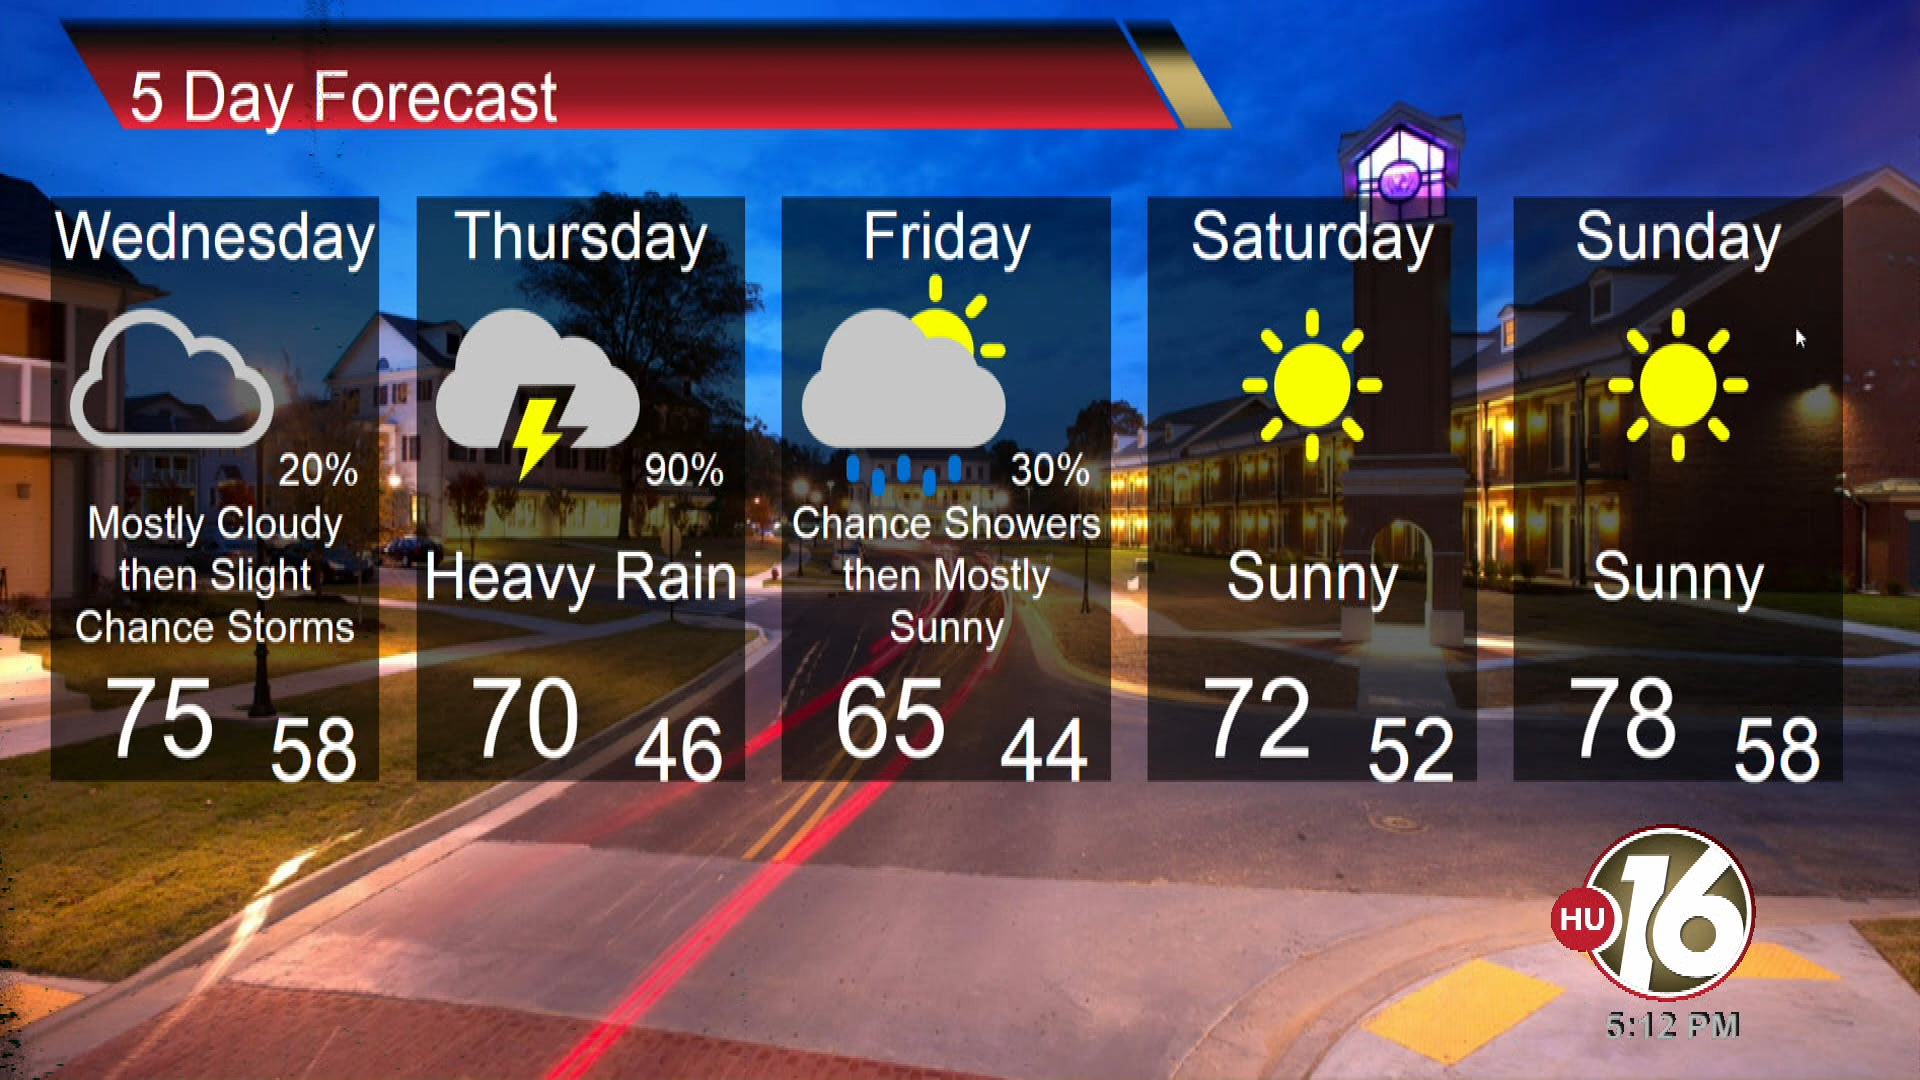 5 Day Forecast
Wednesday
20%
Mostly Cloudy
then Slight
Chance Storms
75
58
Thursday
90%
Heavy Rain
70
46
Friday
30%
Chance Showers
then Mostly
Sunny
65
44
Saturday
Sunny
72
52
Sunday
Sunny
78
58
HU 16
5:12 PM